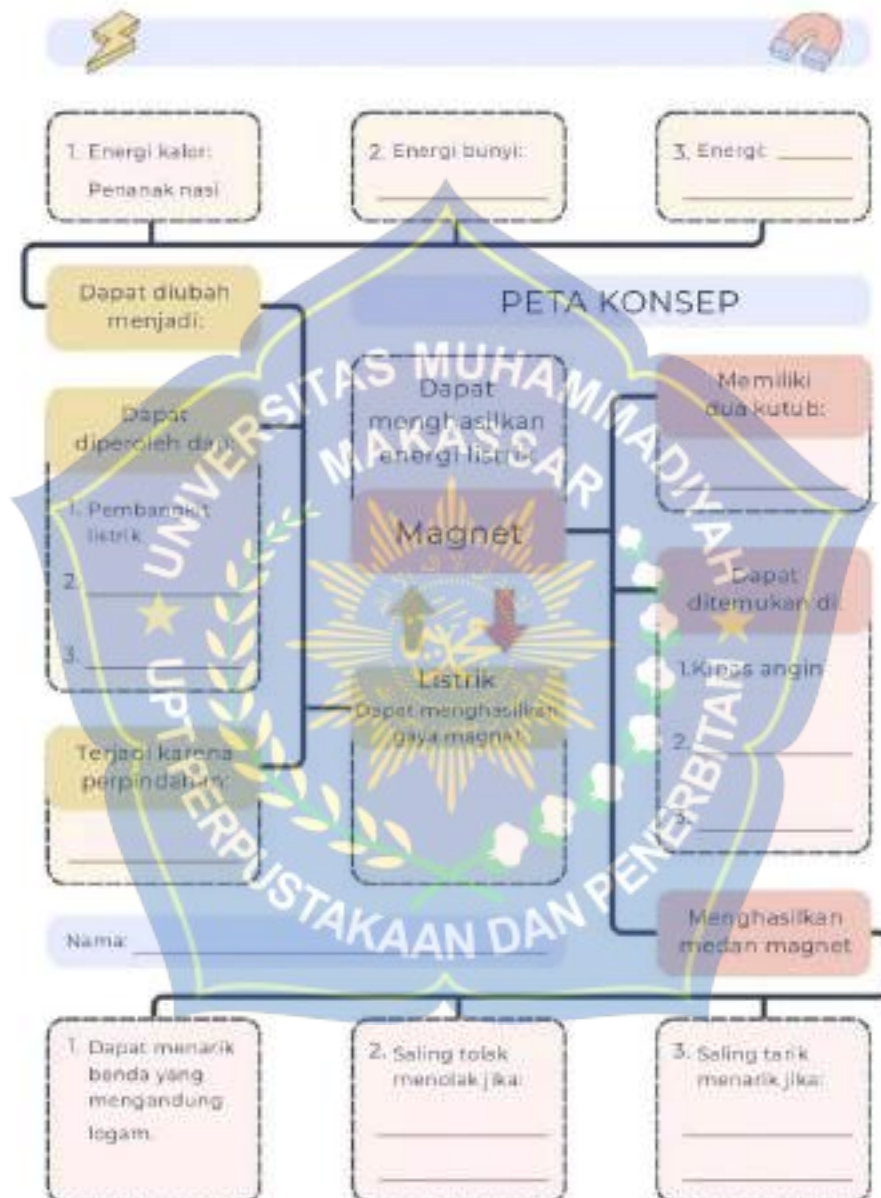 1. Energi kalor:
Penanak nasi
2. Energi bunyi:
3. Energi:
Dapat diubah
menjadi:
PETA KONSEP
Dapat
diperoleh dari:
1. Pembangkit
listrik
2.
3.
Terjadi karena
perpindahan:
Dapat
menghasilkan
energi listrik
Magnet
Listrik
Dapat menghasilkan
gaya magnet
Memiliki
dua kutub:
Dapat
ditemukan di:
1. Kipas angin
2.
3.
Menghasilkan
medan magnet
Nama:
1. Dapat menarik
benda yang
mengandung
logam.
2. Saling tolak
menolak jika:
3. Saling tarik
menarik jika:
UNIVERSITAS MUHAMMADIYAH
MAKASSAR
UPT PERPUSTAKAAN DAN PENERBITAN